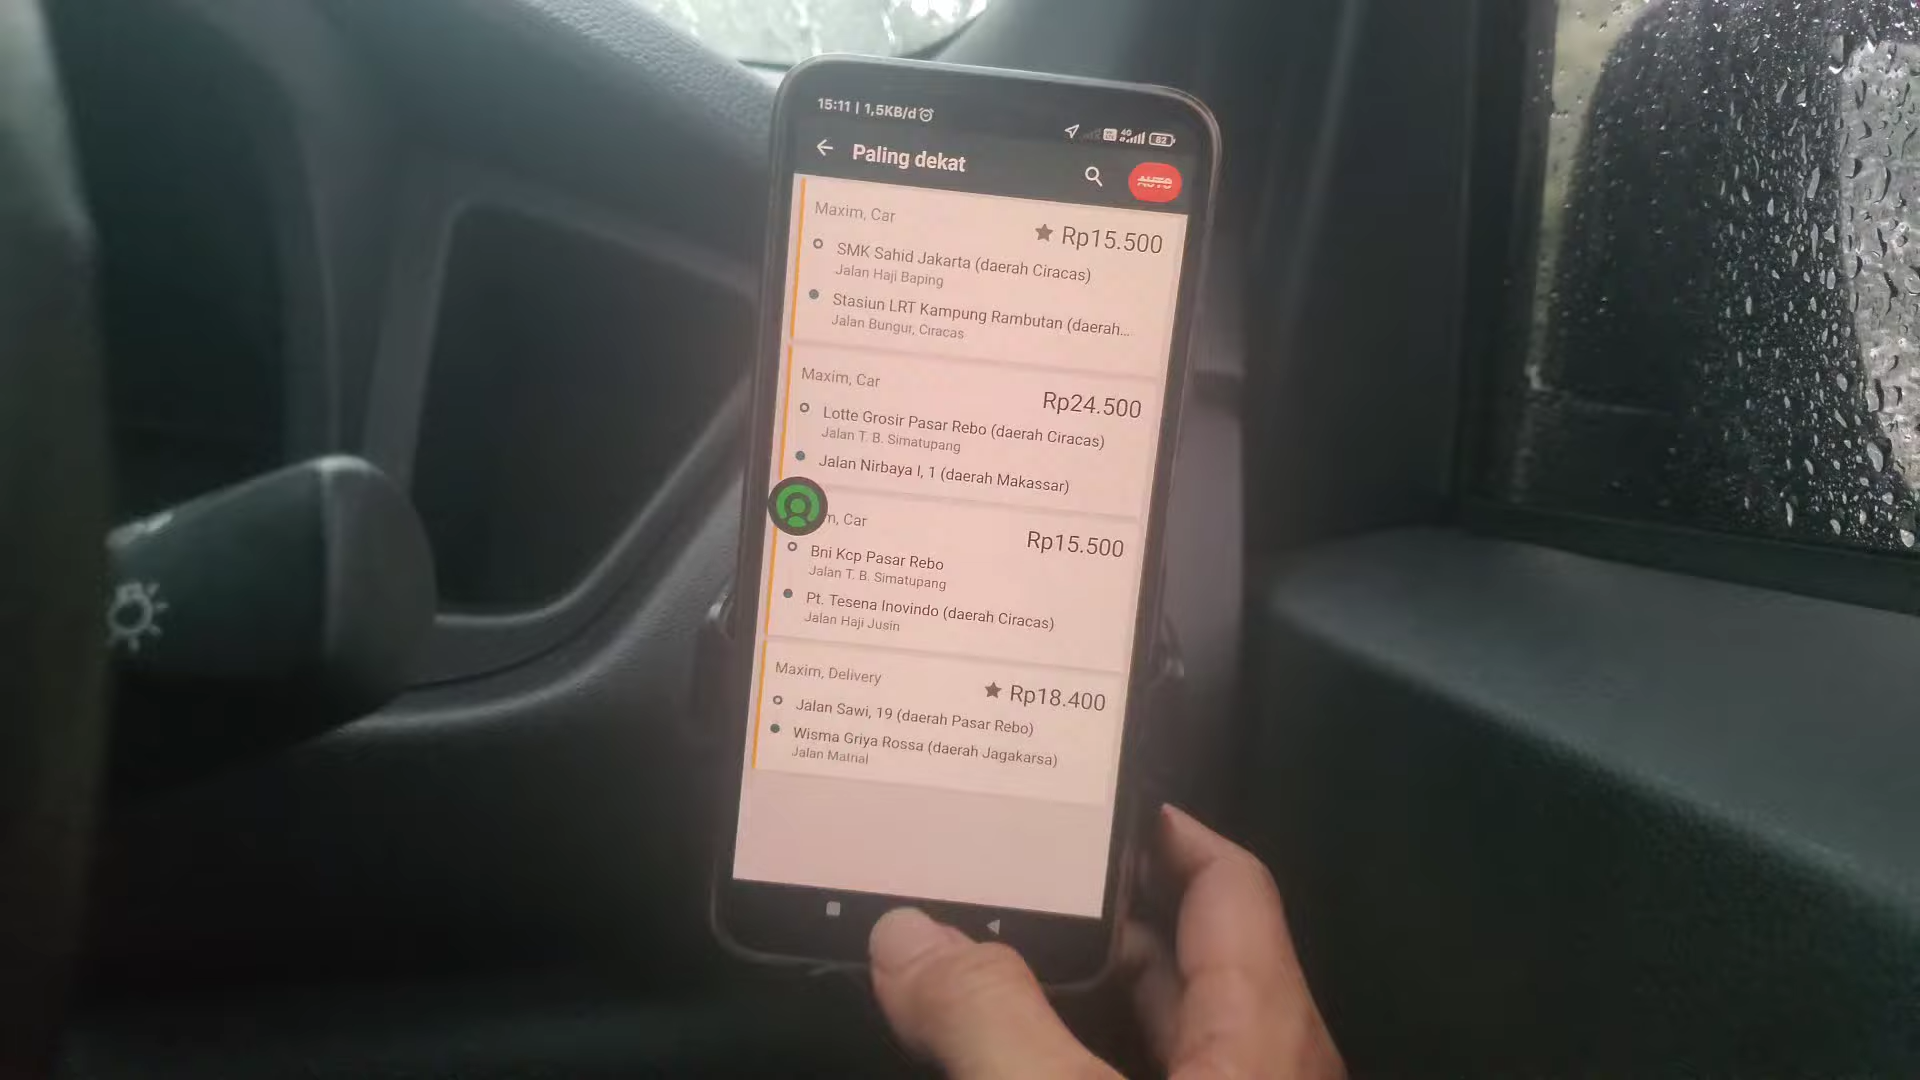 15:11 | 1,5KB/d
4G
82
Paling dekat
AUTO
Maxim, Car
Rp15.500
SMK Sahid Jakarta (daerah Ciracas)
Jalan Haji Baping
Stasiun LRT Kampung Rambutan (daerah...
Jalan Bungur, Ciracas
Maxim, Car
Rp24.500
Lotte Grosir Pasar Rebo (daerah Ciracas)
Jalan T. B. Simatupang
Jalan Nirbaya I, 1 (daerah Makassar)
m, Car
Rp15.500
Bni Kcp Pasar Rebo
Jalan T. B. Simatupang
Pt. Tesena Inovindo (daerah Ciracas)
Jalan Haji Jusin
Maxim, Delivery
Rp18.400
Jalan Sawi, 19 (daerah Pasar Rebo)
Wisma Griya Rossa (daerah Jagakarsa)
Jalan Matrial